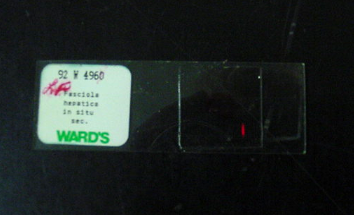 92 W 4960
Fasciola
Hepatica
in situ
sec.
WARD'S